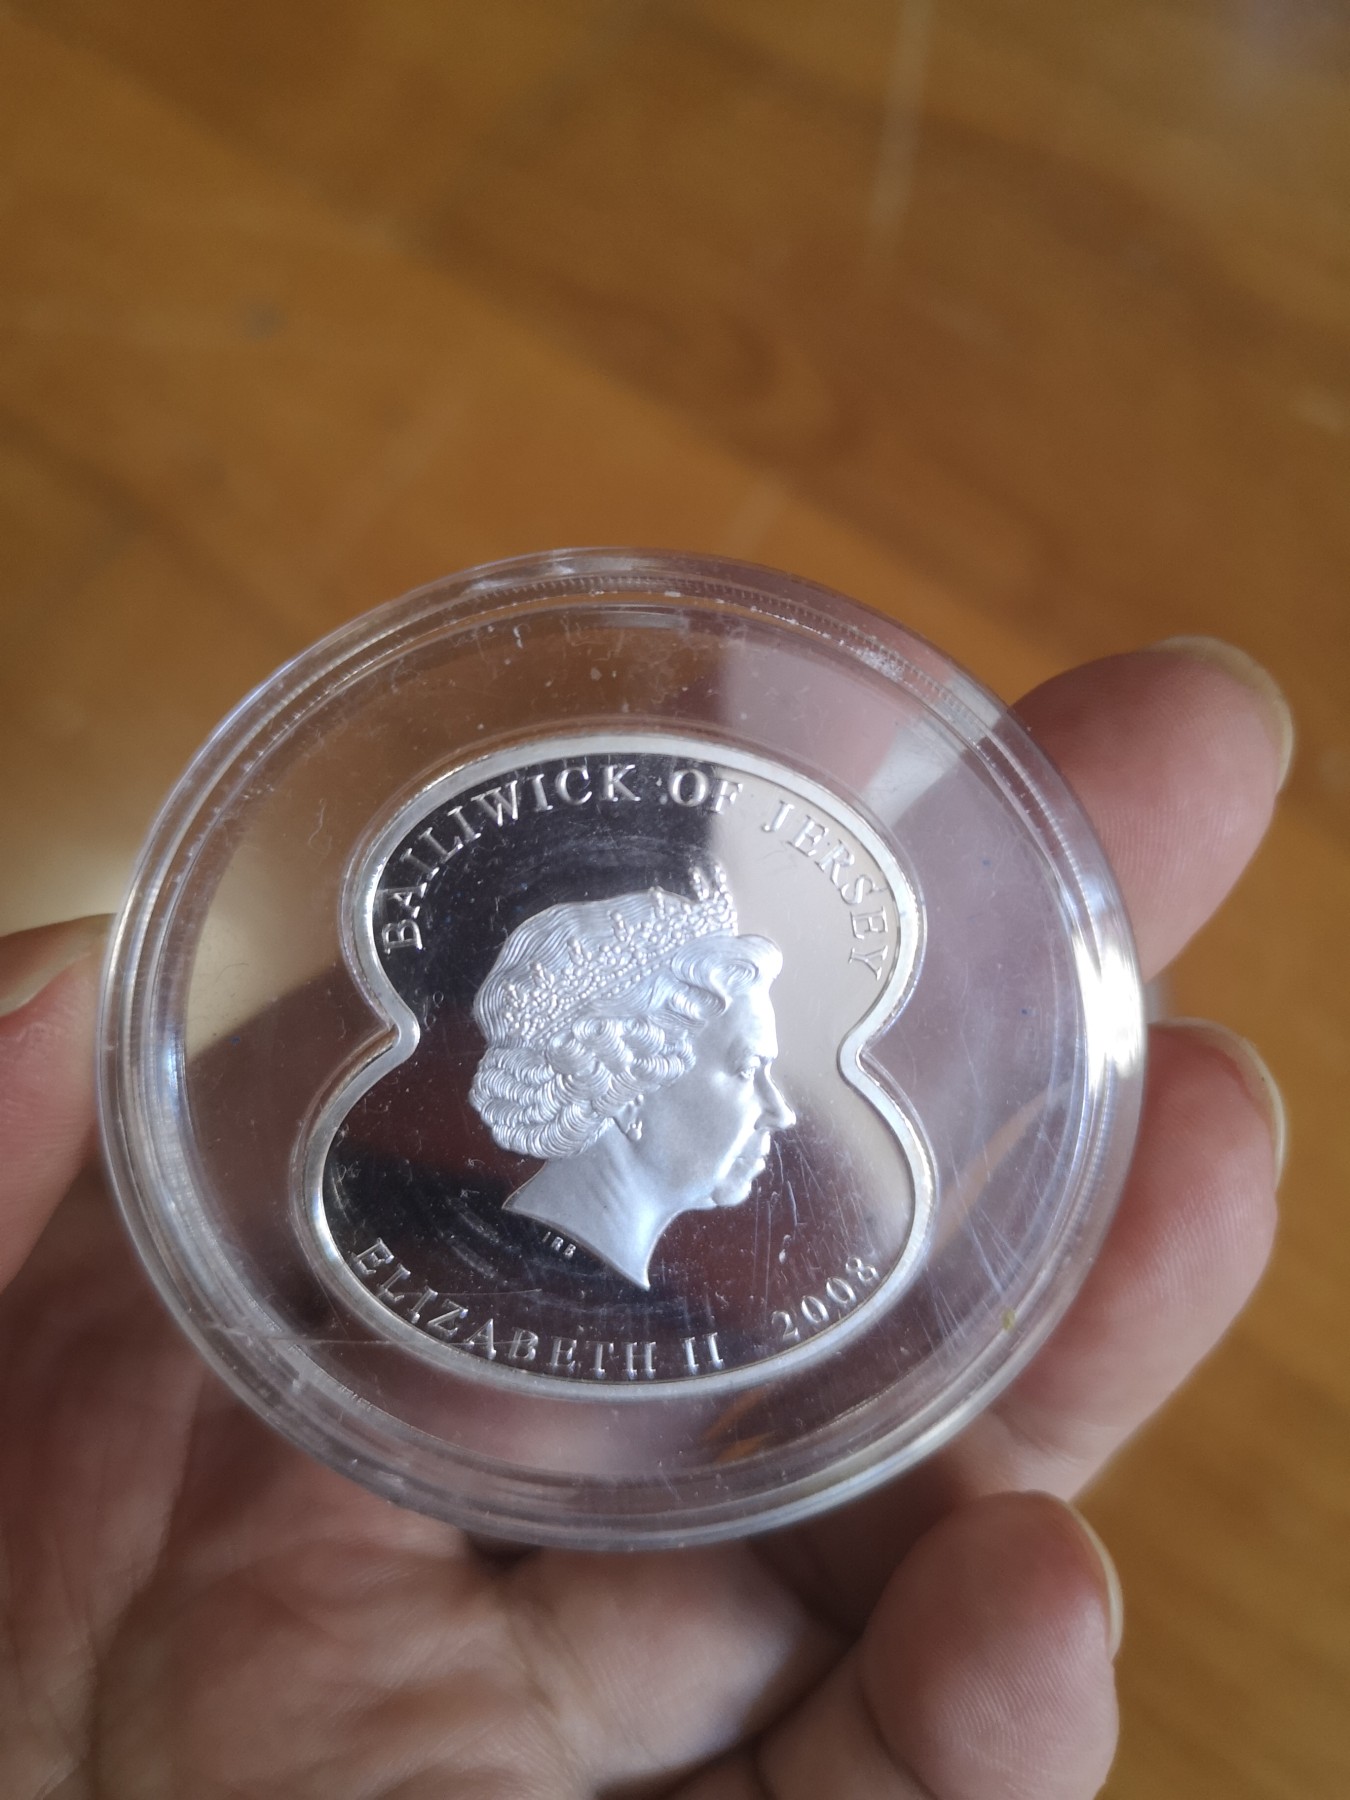 BAILIWICK OF JERSEY
IRB
ELIZABETH II 2008